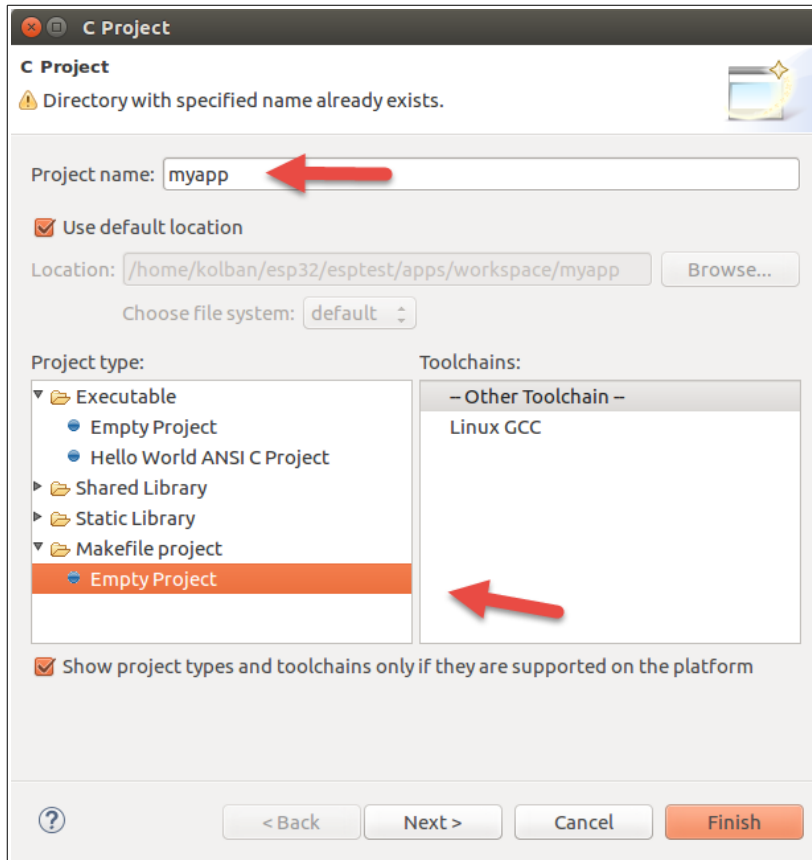 C Project
C Project
Directory with specified name already exists.
Project name: myapp
Use default location
Location: /home/kolban/esp32/esptest/apps/workspace/myapp Browse...
Choose file system: default
Project type: Toolchains:
Executable -- Other Toolchain --
Empty Project Linux GCC
Hello World ANSI C Project
Shared Library
Static Library
Makefile project
Empty Project
Show project types and toolchains only if they are supported on the platform
? < Back Next > Cancel Finish